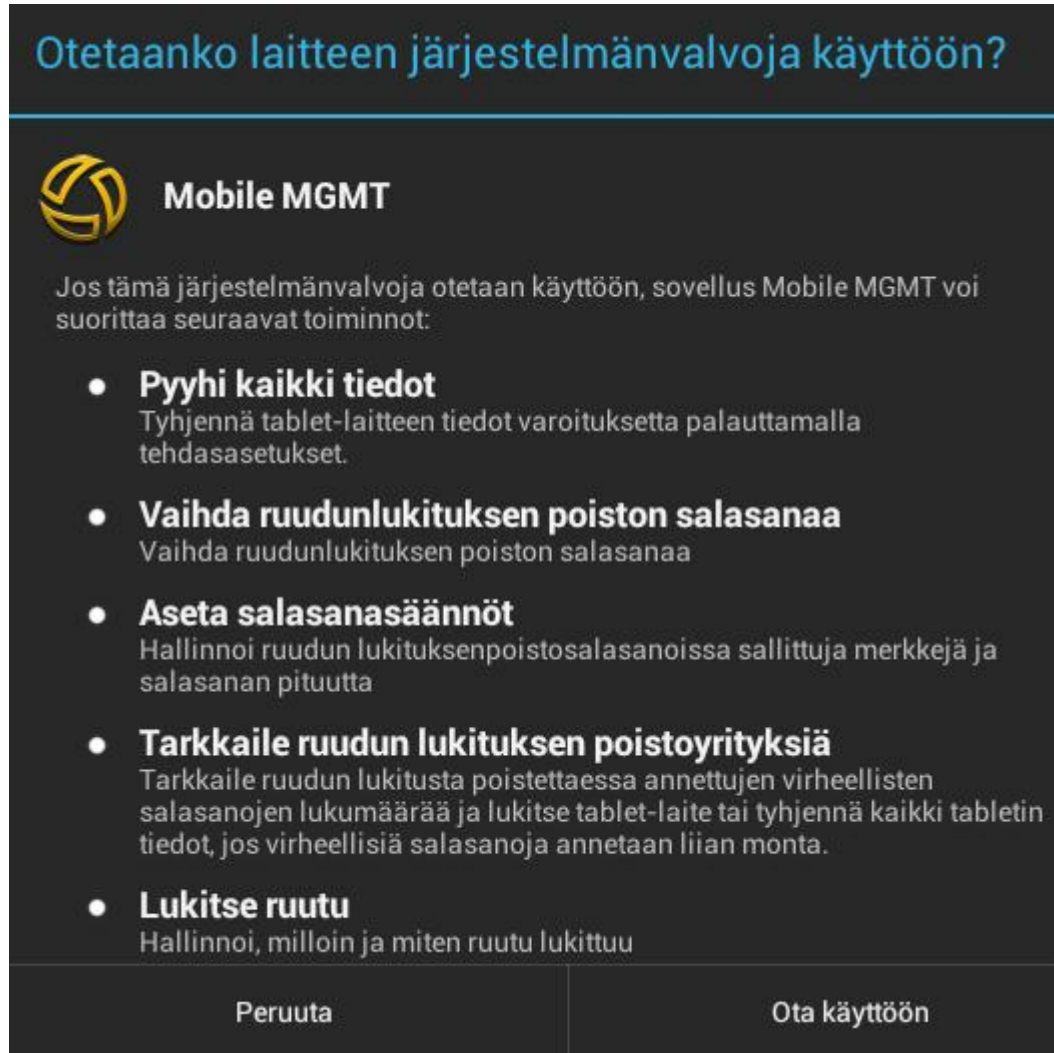 Otetaanko laitteen järjestelmänvalvoja käyttöön?
Mobile MGMT
Jos tämä järjestelmänvalvoja otetaan käyttöön, sovellus Mobile MGMT voi
suorittaa seuraavat toiminnot:
● Pyyhi kaikki tiedot
Tyhjennä tablet-laitteen tiedot varoituksetta palauttamalla
tehdasasetukset.
● Vaihda ruudunlukituksen poiston salasanaa
Vaihda ruudunlukituksen poiston salasanaa
● Aseta salasanasäännöt
Hallinnoi ruudun lukituksenpoistosalasanoissa sallittuja merkkejä ja
salasanan pituutta
● Tarkkaile ruudun lukituksen poistoyrityksiä
Tarkkaile ruudun lukitusta poistettaessa annettujen virheellisten
salasanojen lukumäärää ja lukitse tablet-laite tai tyhjennä kaikki tabletin
tiedot, jos virheellisiä salasanoja annetaan liian monta.
● Lukitse ruutu
Hallinnoi, milloin ja miten ruutu lukittuu
Peruuta
Ota käyttöön